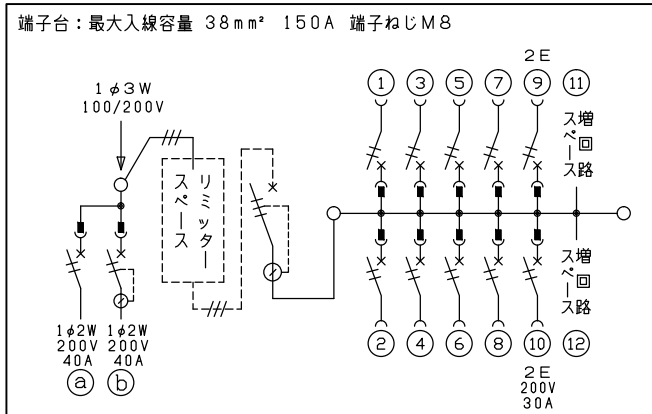 端子台：最大入線容量 38mm² 150A 端子ねじM8
1φ3W
100/200V
リミッター
スペース
1φ2W
200V
40A
a
1φ2W
200V
40A
b
2E
1
3
5
7
9
11
増回路
スペース
増回路
スペース
2
4
6
8
10
12
2E
200V
30A